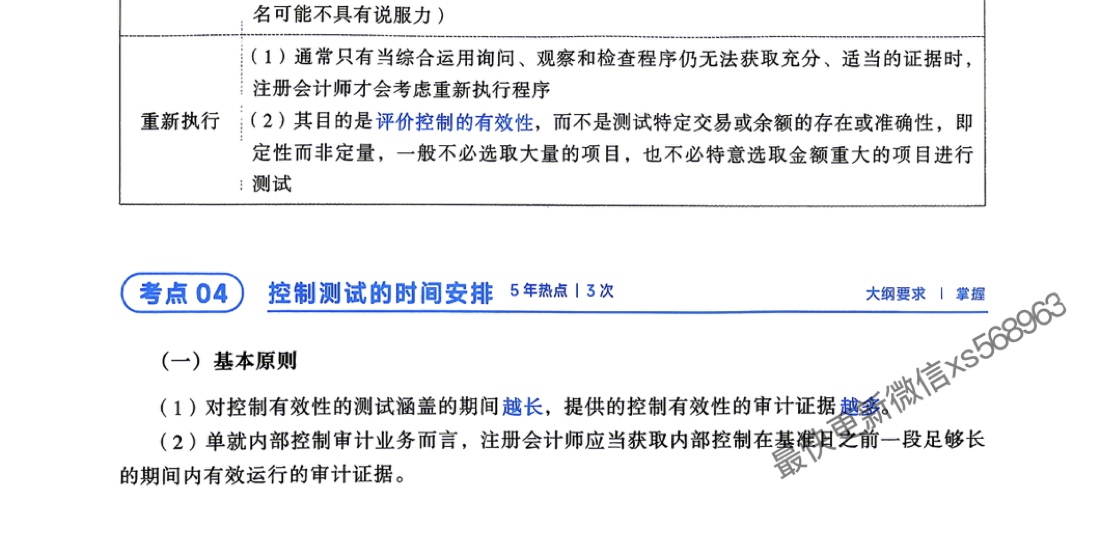 名可能不具有说服力）
（1）通常只有当综合运用询问、观察和检查程序仍无法获取充分、适当的证据时，
注册会计师才会考虑重新执行程序
重新执行
（2）其目的是评价控制的有效性，而不是测试特定交易或余额的存在或准确性，即
定性而非定量，一般不必选取大量的项目，也不必特意选取金额重大的项目进行
测试
考点 04 控制测试的时间安排 5年热点 | 3次 大纲要求 | 掌握
（一）基本原则
（1）对控制有效性的测试涵盖的期间越长，提供的控制有效性的审计证据越多。
（2）单就内部控制审计业务而言，注册会计师应当获取内部控制在基准日之前一段足够长
的期间内有效运行的审计证据。
最快更新微信xs568963